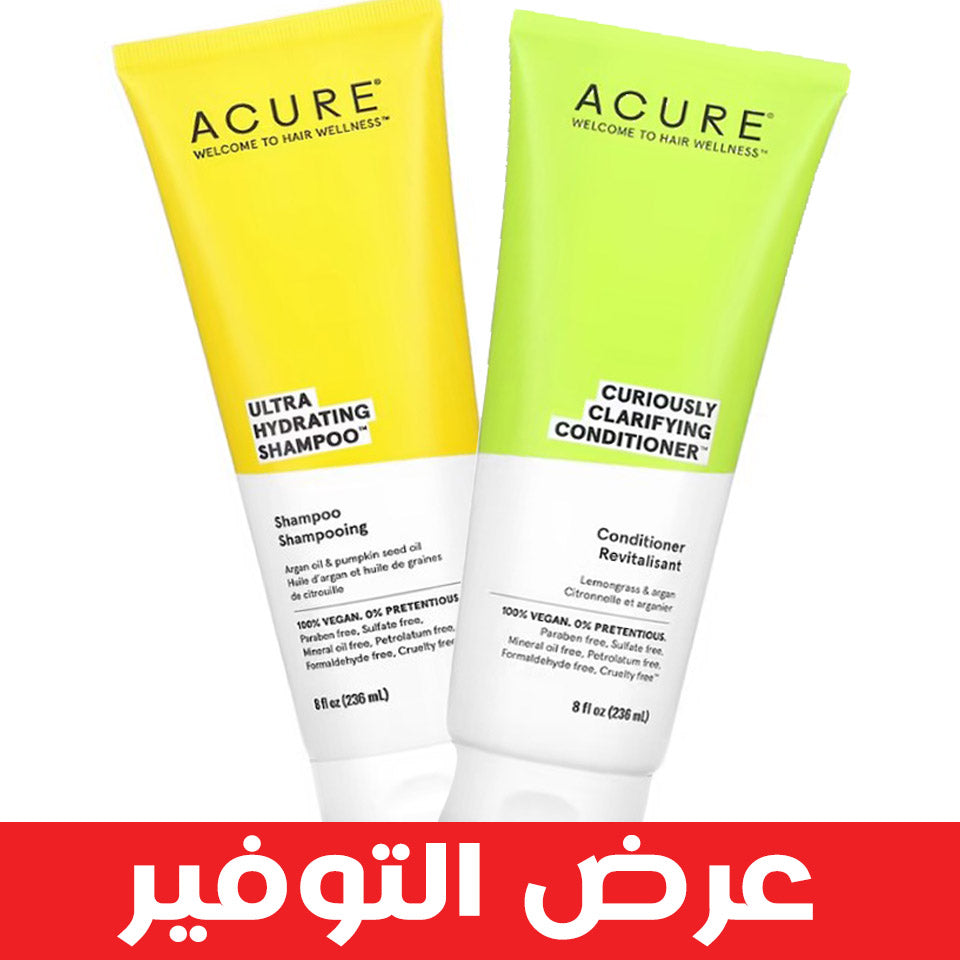 ACURE®
WELCOME TO HAIR WELLNESS™
ULTRA
HYDRATING
SHAMPOO™
Shampoo
Shampooing
Argan oil & pumpkin seed oil
Huile d'argan et huile de graines
de citrouille
100% VEGAN. 0% PRETENTIOUS.
Paraben free, Sulfate free,
Mineral oil free, Petrolatum free,
Formaldehyde free, Cruelty free
8 fl oz (236 mL)
ACURE®
WELCOME TO HAIR WELLNESS™
CURIOUSLY
CLARIFYING
CONDITIONER™
Conditioner
Revitalisant
Lemongrass & argan
Citronnelle et arganier
100% VEGAN. 0% PRETENTIOUS.
Paraben free, Sulfate free,
Mineral oil free, Petrolatum free,
Formaldehyde free, Cruelty free™
8 fl oz (236 mL)
عرض التوفير